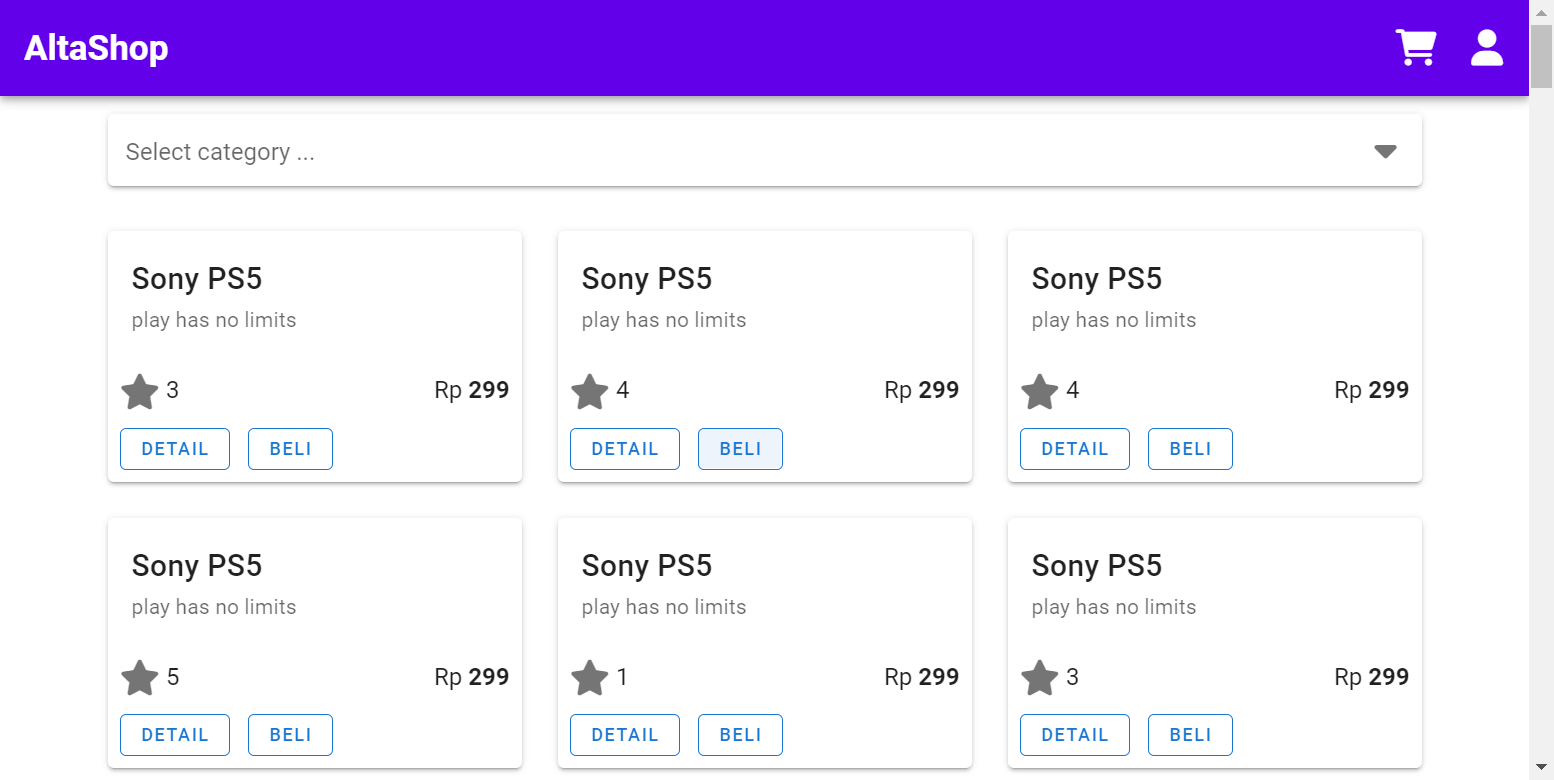 AltaShop
Select category ...
Sony PS5
play has no limits
3 Rp 299
DETAIL BELI
Sony PS5
play has no limits
4 Rp 299
DETAIL BELI
Sony PS5
play has no limits
4 Rp 299
DETAIL BELI
Sony PS5
play has no limits
5 Rp 299
DETAIL BELI
Sony PS5
play has no limits
1 Rp 299
DETAIL BELI
Sony PS5
play has no limits
3 Rp 299
DETAIL BELI